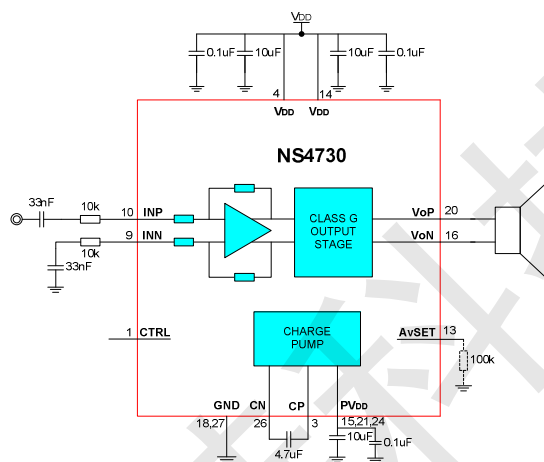 VDD
0.1uF 10uF 10uF 0.1uF
4 14
VDD VDD
NS4730
33nF
10k 10 INP
9 INN
10k
33nF
CLASS G
OUTPUT
STAGE
VoP 20
VoN 16
1 CTRL
CHARGE
PUMP
AvSET 13
100k
GND CN CP PVDD
18,27 26 3 15,21,24
4.7uF
10uF 0.1uF